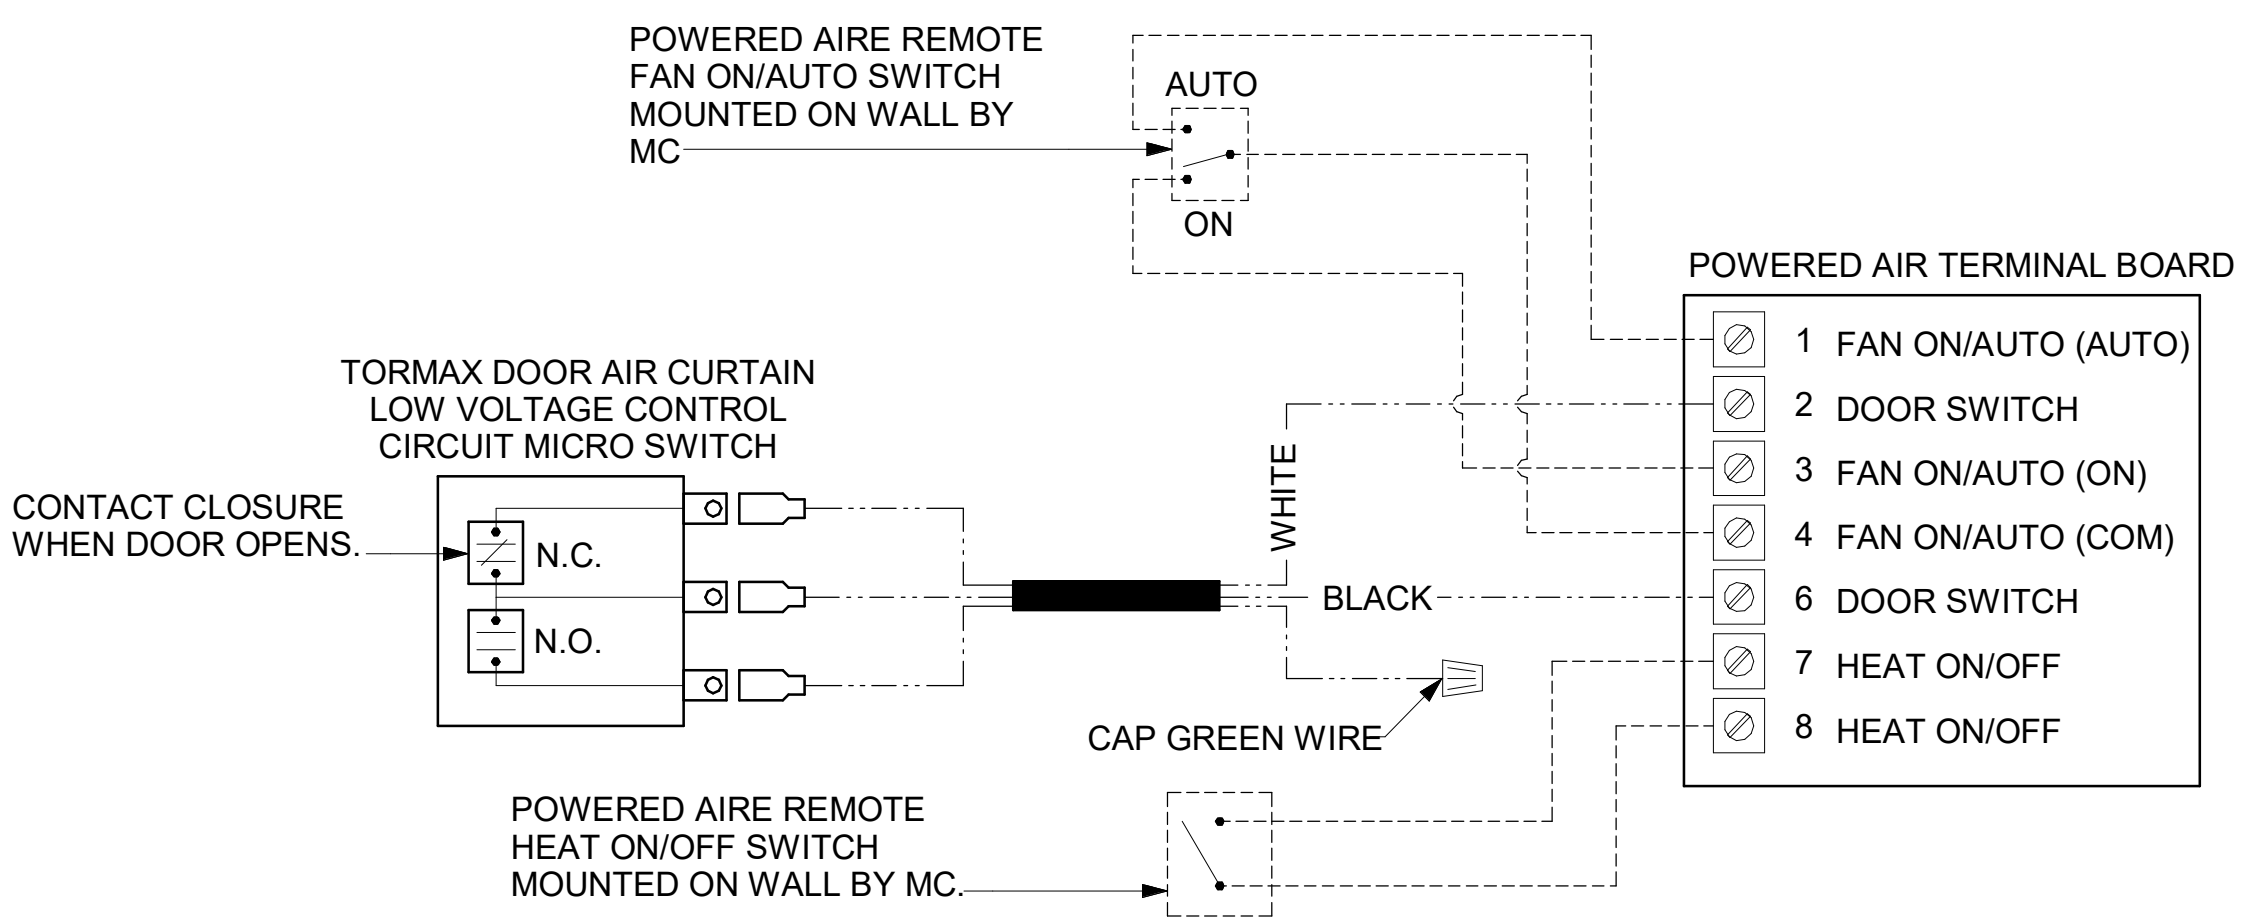 POWERED AIRE REMOTE
FAN ON/AUTO SWITCH
MOUNTED ON WALL BY
MC
AUTO
ON
POWERED AIR TERMINAL BOARD
1 FAN ON/AUTO (AUTO)
2 DOOR SWITCH
3 FAN ON/AUTO (ON)
4 FAN ON/AUTO (COM)
6 DOOR SWITCH
7 HEAT ON/OFF
8 HEAT ON/OFF
TORMAX DOOR AIR CURTAIN
LOW VOLTAGE CONTROL
CIRCUIT MICRO SWITCH
CONTACT CLOSURE
WHEN DOOR OPENS.
N.C.
N.O.
WHITE
BLACK
CAP GREEN WIRE
POWERED AIRE REMOTE
HEAT ON/OFF SWITCH
MOUNTED ON WALL BY MC.